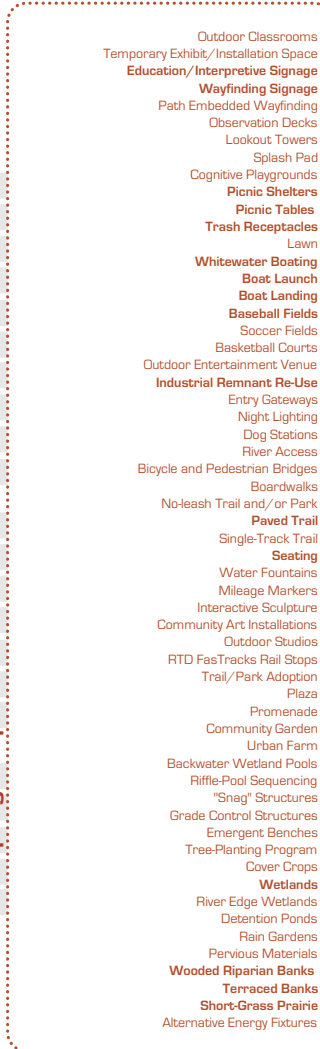 Outdoor Classrooms
Temporary Exhibit/Installation Space
Education/Interpretive Signage
Wayfinding Signage
Path Embedded Wayfinding
Observation Decks
Lookout Towers
Splash Pad
Cognitive Playgrounds
Picnic Shelters
Picnic Tables
Trash Receptacles
Lawn
Whitewater Boating
Boat Launch
Boat Landing
Baseball Fields
Soccer Fields
Basketball Courts
Outdoor Entertainment Venue
Industrial Remnant Re-Use
Entry Gateways
Night Lighting
Dog Stations
River Access
Bicycle and Pedestrian Bridges
Boardwalks
No-leash Trail and/or Park
Paved Trail
Single-Track Trail
Seating
Water Fountains
Mileage Markers
Interactive Sculpture
Community Art Installations
Outdoor Studios
RTD FasTracks Rail Stops
Trail/Park Adoption
Plaza
Promenade
Community Garden
Urban Farm
Backwater Wetland Pools
Riffle-Pool Sequencing
"Snag" Structures
Grade Control Structures
Emergent Benches
Tree-Planting Program
Cover Crops
Wetlands
River Edge Wetlands
Detention Ponds
Rain Gardens
Pervious Materials
Wooded Riparian Banks
Terraced Banks
Short-Grass Prairie
Alternative Energy Fixtures